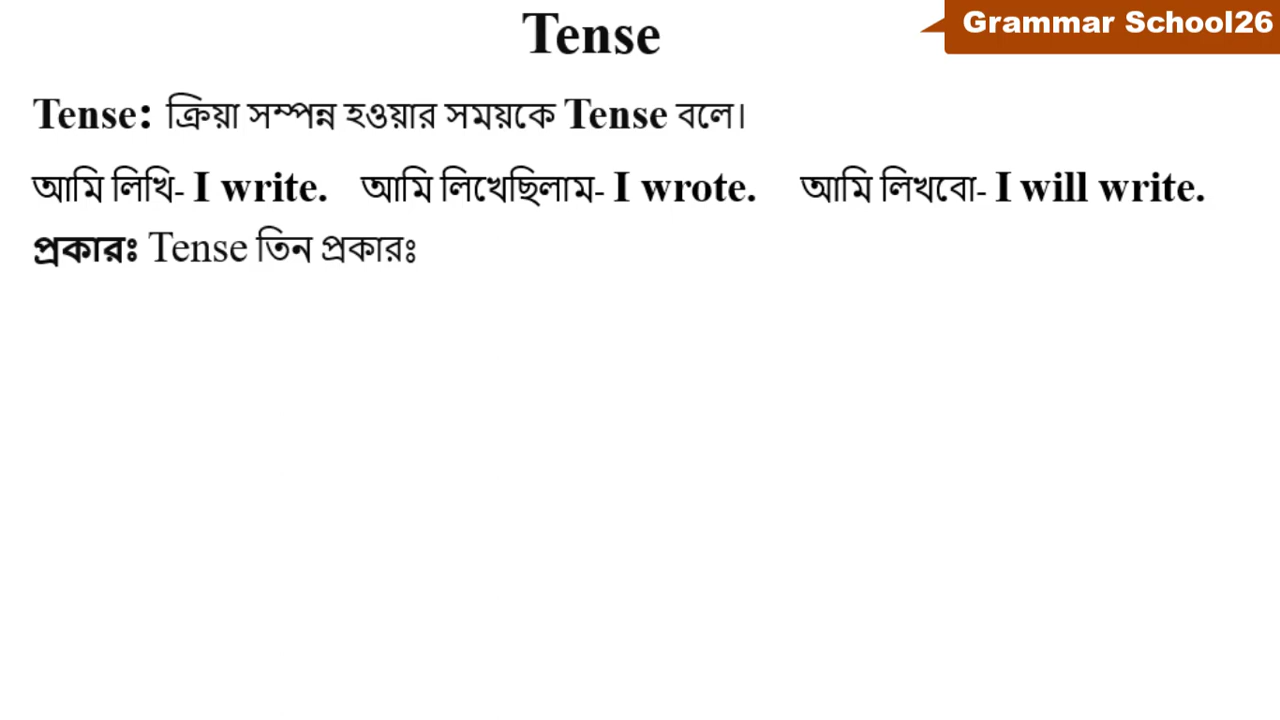 Tense
Grammar School26
Tense: ক্রিয়া সম্পন্ন হওয়ার সময়কে Tense বলে।
আমি লিখি- I write. আমি লিখেছিলাম- I wrote. আমি লিখবো- I will write.
প্রকারঃ Tense তিন প্রকারঃ